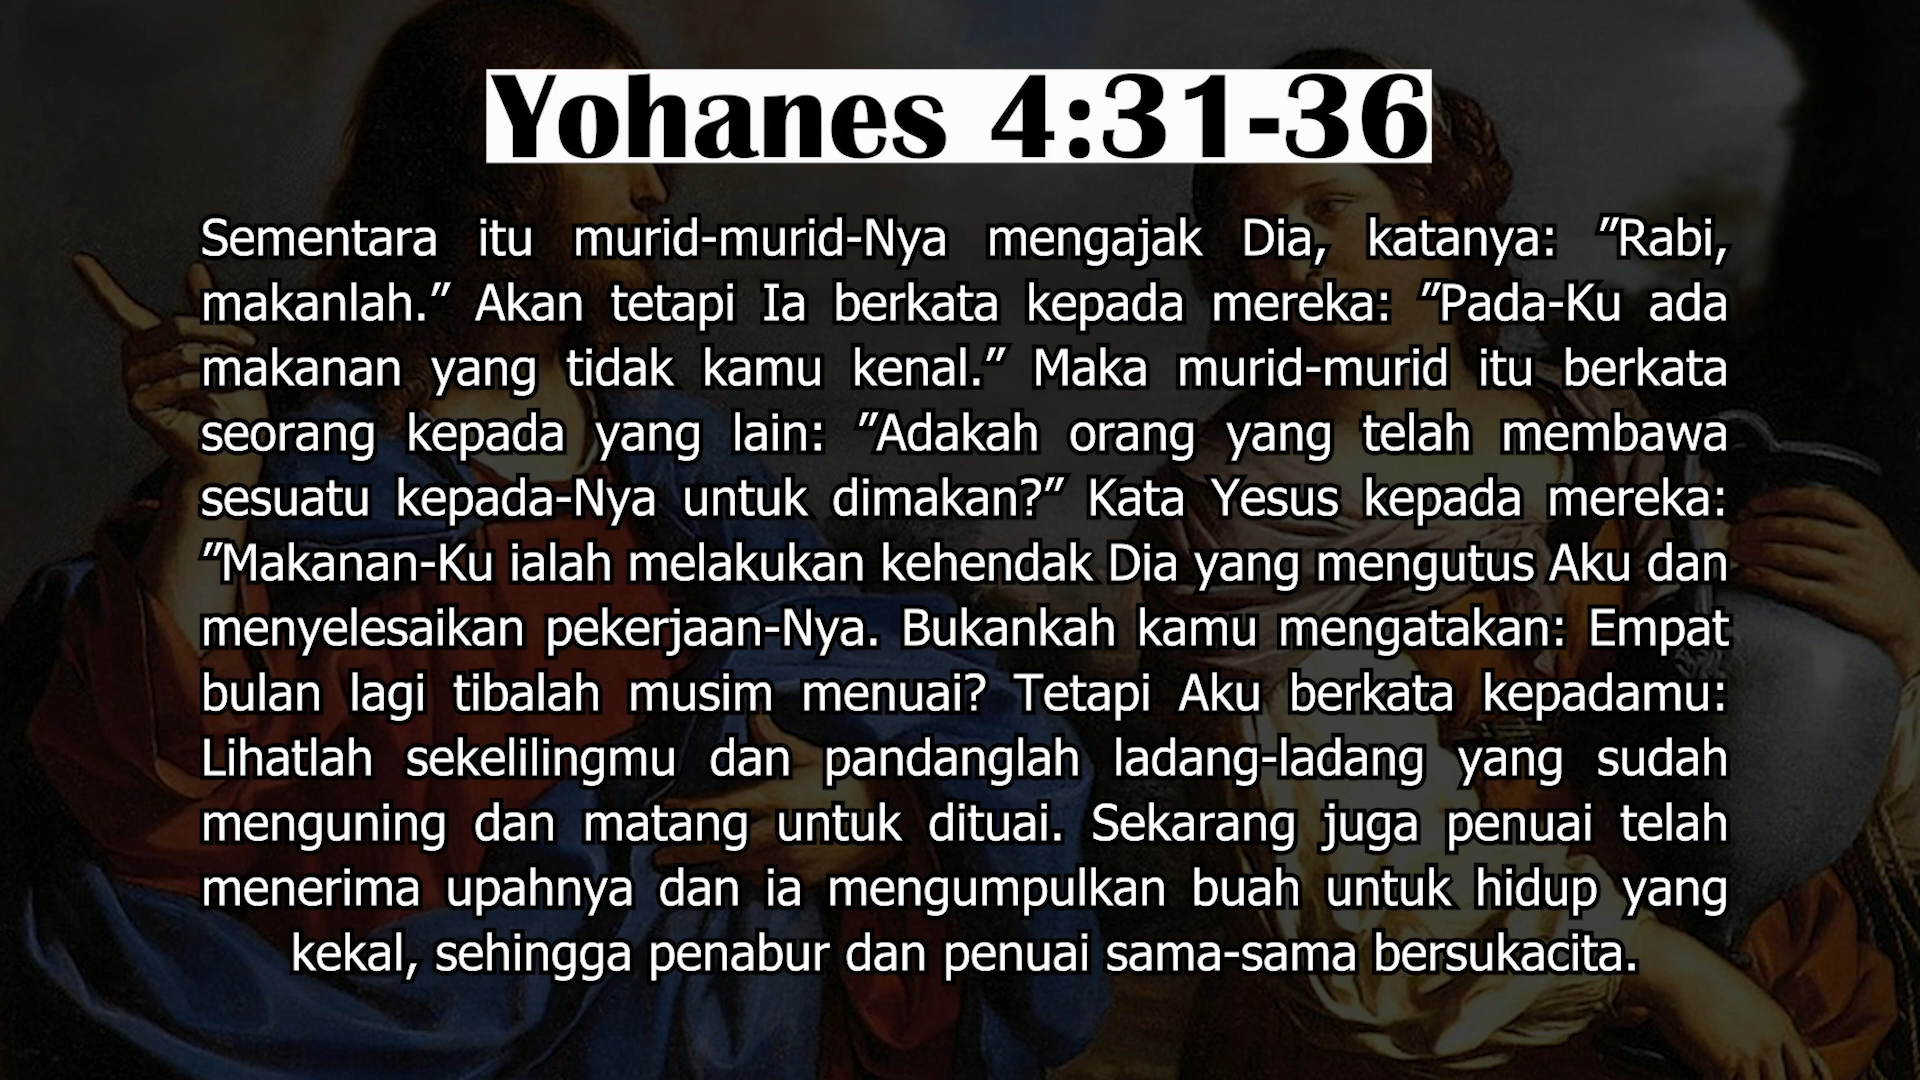 Yohanes 4:31-36
Sementara itu murid-murid-Nya mengajak Dia, katanya: ”Rabi,
makanlah.” Akan tetapi Ia berkata kepada mereka: ”Pada-Ku ada
makanan yang tidak kamu kenal.” Maka murid-murid itu berkata
seorang kepada yang lain: ”Adakah orang yang telah membawa
sesuatu kepada-Nya untuk dimakan?” Kata Yesus kepada mereka:
”Makanan-Ku ialah melakukan kehendak Dia yang mengutus Aku dan
menyelesaikan pekerjaan-Nya. Bukankah kamu mengatakan: Empat
bulan lagi tibalah musim menuai? Tetapi Aku berkata kepadamu:
Lihatlah sekelilingmu dan pandanglah ladang-ladang yang sudah
menguning dan matang untuk dituai. Sekarang juga penuai telah
menerima upahnya dan ia mengumpulkan buah untuk hidup yang
kekal, sehingga penabur dan penuai sama-sama bersukacita.